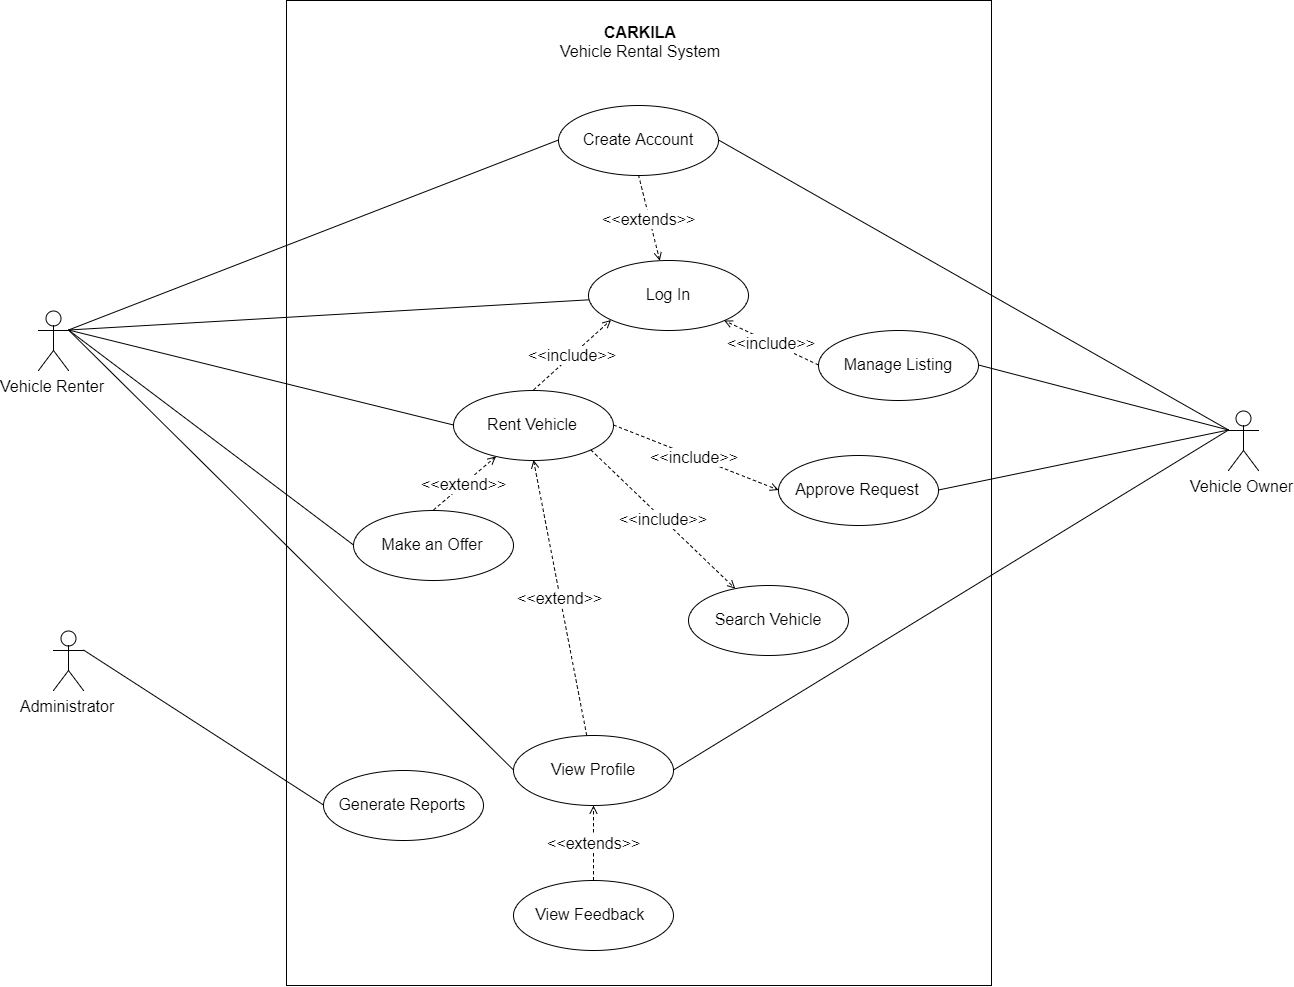 CARKILA
Vehicle Rental System
Create Account
<<extends>>
Log In
Vehicle Renter
<<include>>
<<include>>
Manage Listing
Rent Vehicle
<<include>>
<<extend>>
Approve Request
Vehicle Owner
Make an Offer
<<include>>
<<extend>>
Search Vehicle
Administrator
View Profile
Generate Reports
<<extends>>
View Feedback